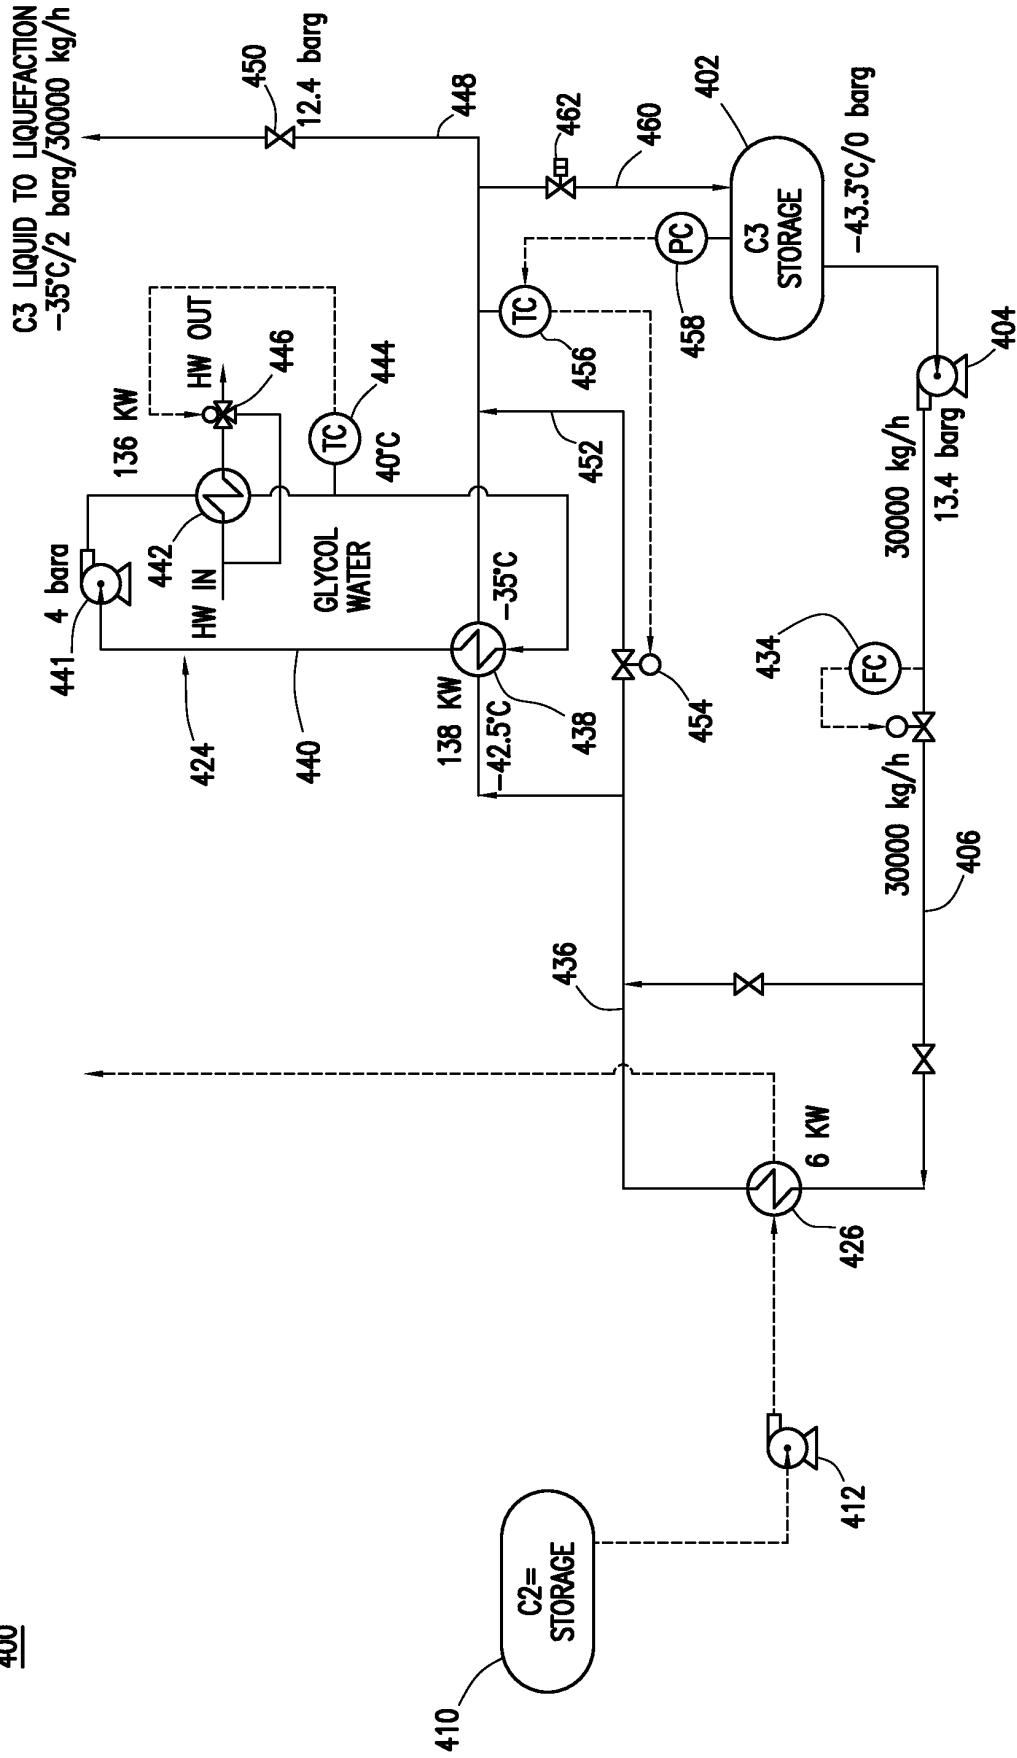 400
C3 LIQUID TO LIQUEFACTION
-35°C/2 barg/30000 kg/h
450
12.4 barg
448
462
460
402
C3
STORAGE
-43.3°C/0 barg
PC
458
TC
456
404
30000 kg/h
13.4 barg
434
FC
30000 kg/h
406
441
4 bara
136 KW
442
HW IN
HW OUT
446
444
TC
40°C
GLYCOL
WATER
424
440
138 KW
-42.5°C
-35°C
438
452
454
436
6 KW
426
412
C2=
STORAGE
410